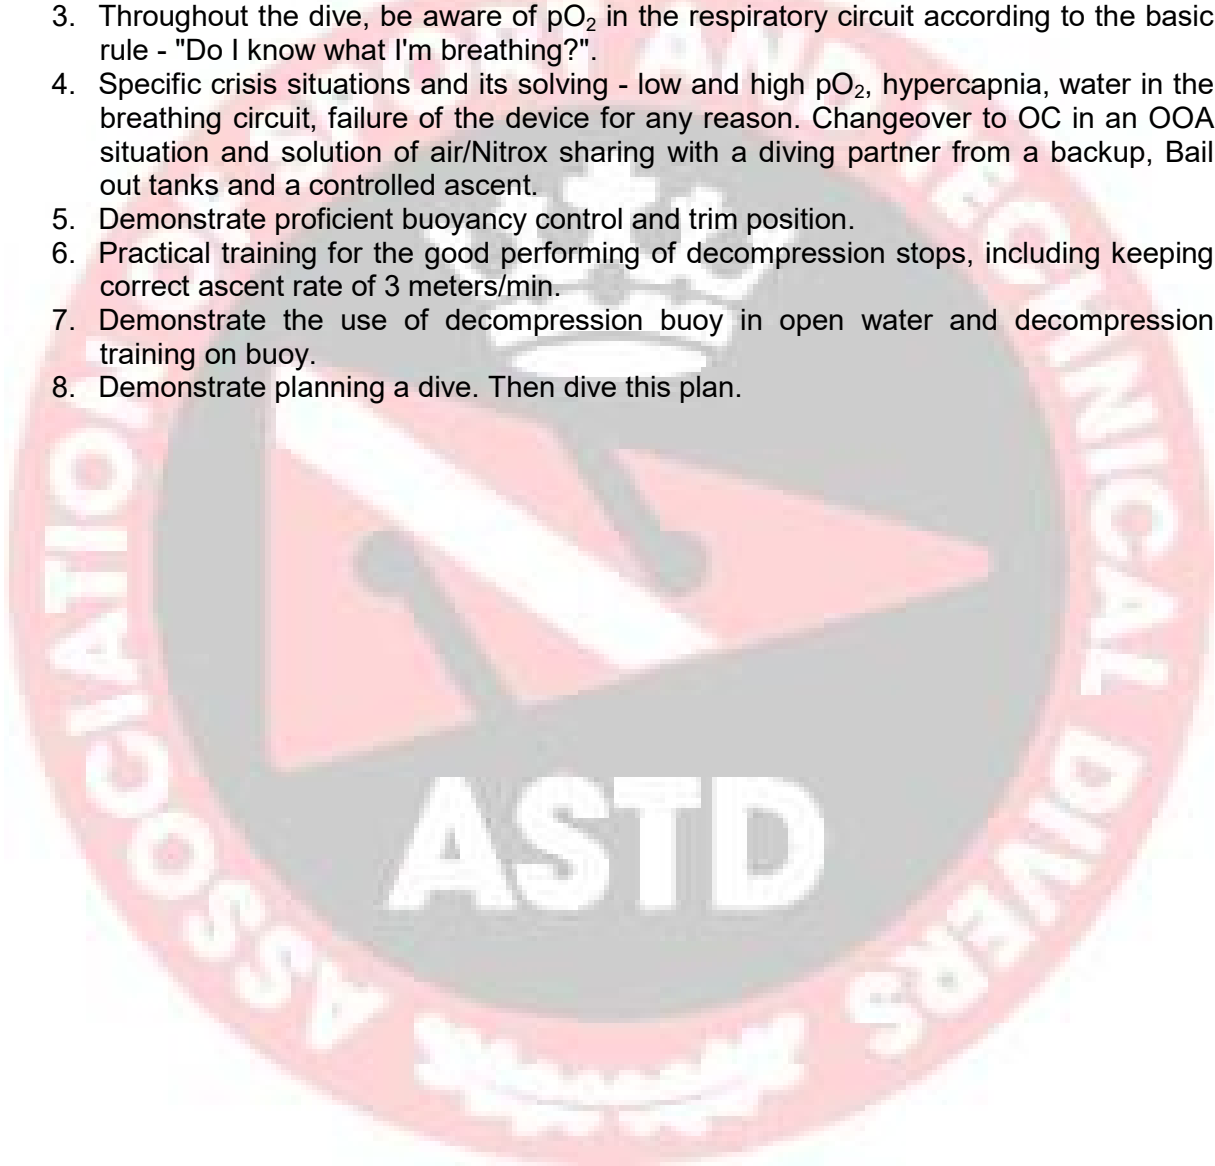 3. Throughout the dive, be aware of pO₂ in the respiratory circuit according to the basic
rule - "Do I know what I'm breathing?".
4. Specific crisis situations and its solving - low and high pO₂, hypercapnia, water in the
breathing circuit, failure of the device for any reason. Changeover to OC in an OOA
situation and solution of air/Nitrox sharing with a diving partner from a backup, Bail
out tanks and a controlled ascent.
5. Demonstrate proficient buoyancy control and trim position.
6. Practical training for the good performing of decompression stops, including keeping
correct ascent rate of 3 meters/min.
7. Demonstrate the use of decompression buoy in open water and decompression
training on buoy.
8. Demonstrate planning a dive. Then dive this plan.
ASTD
AND TECHNICAL DIVERS
ASSOCIATION